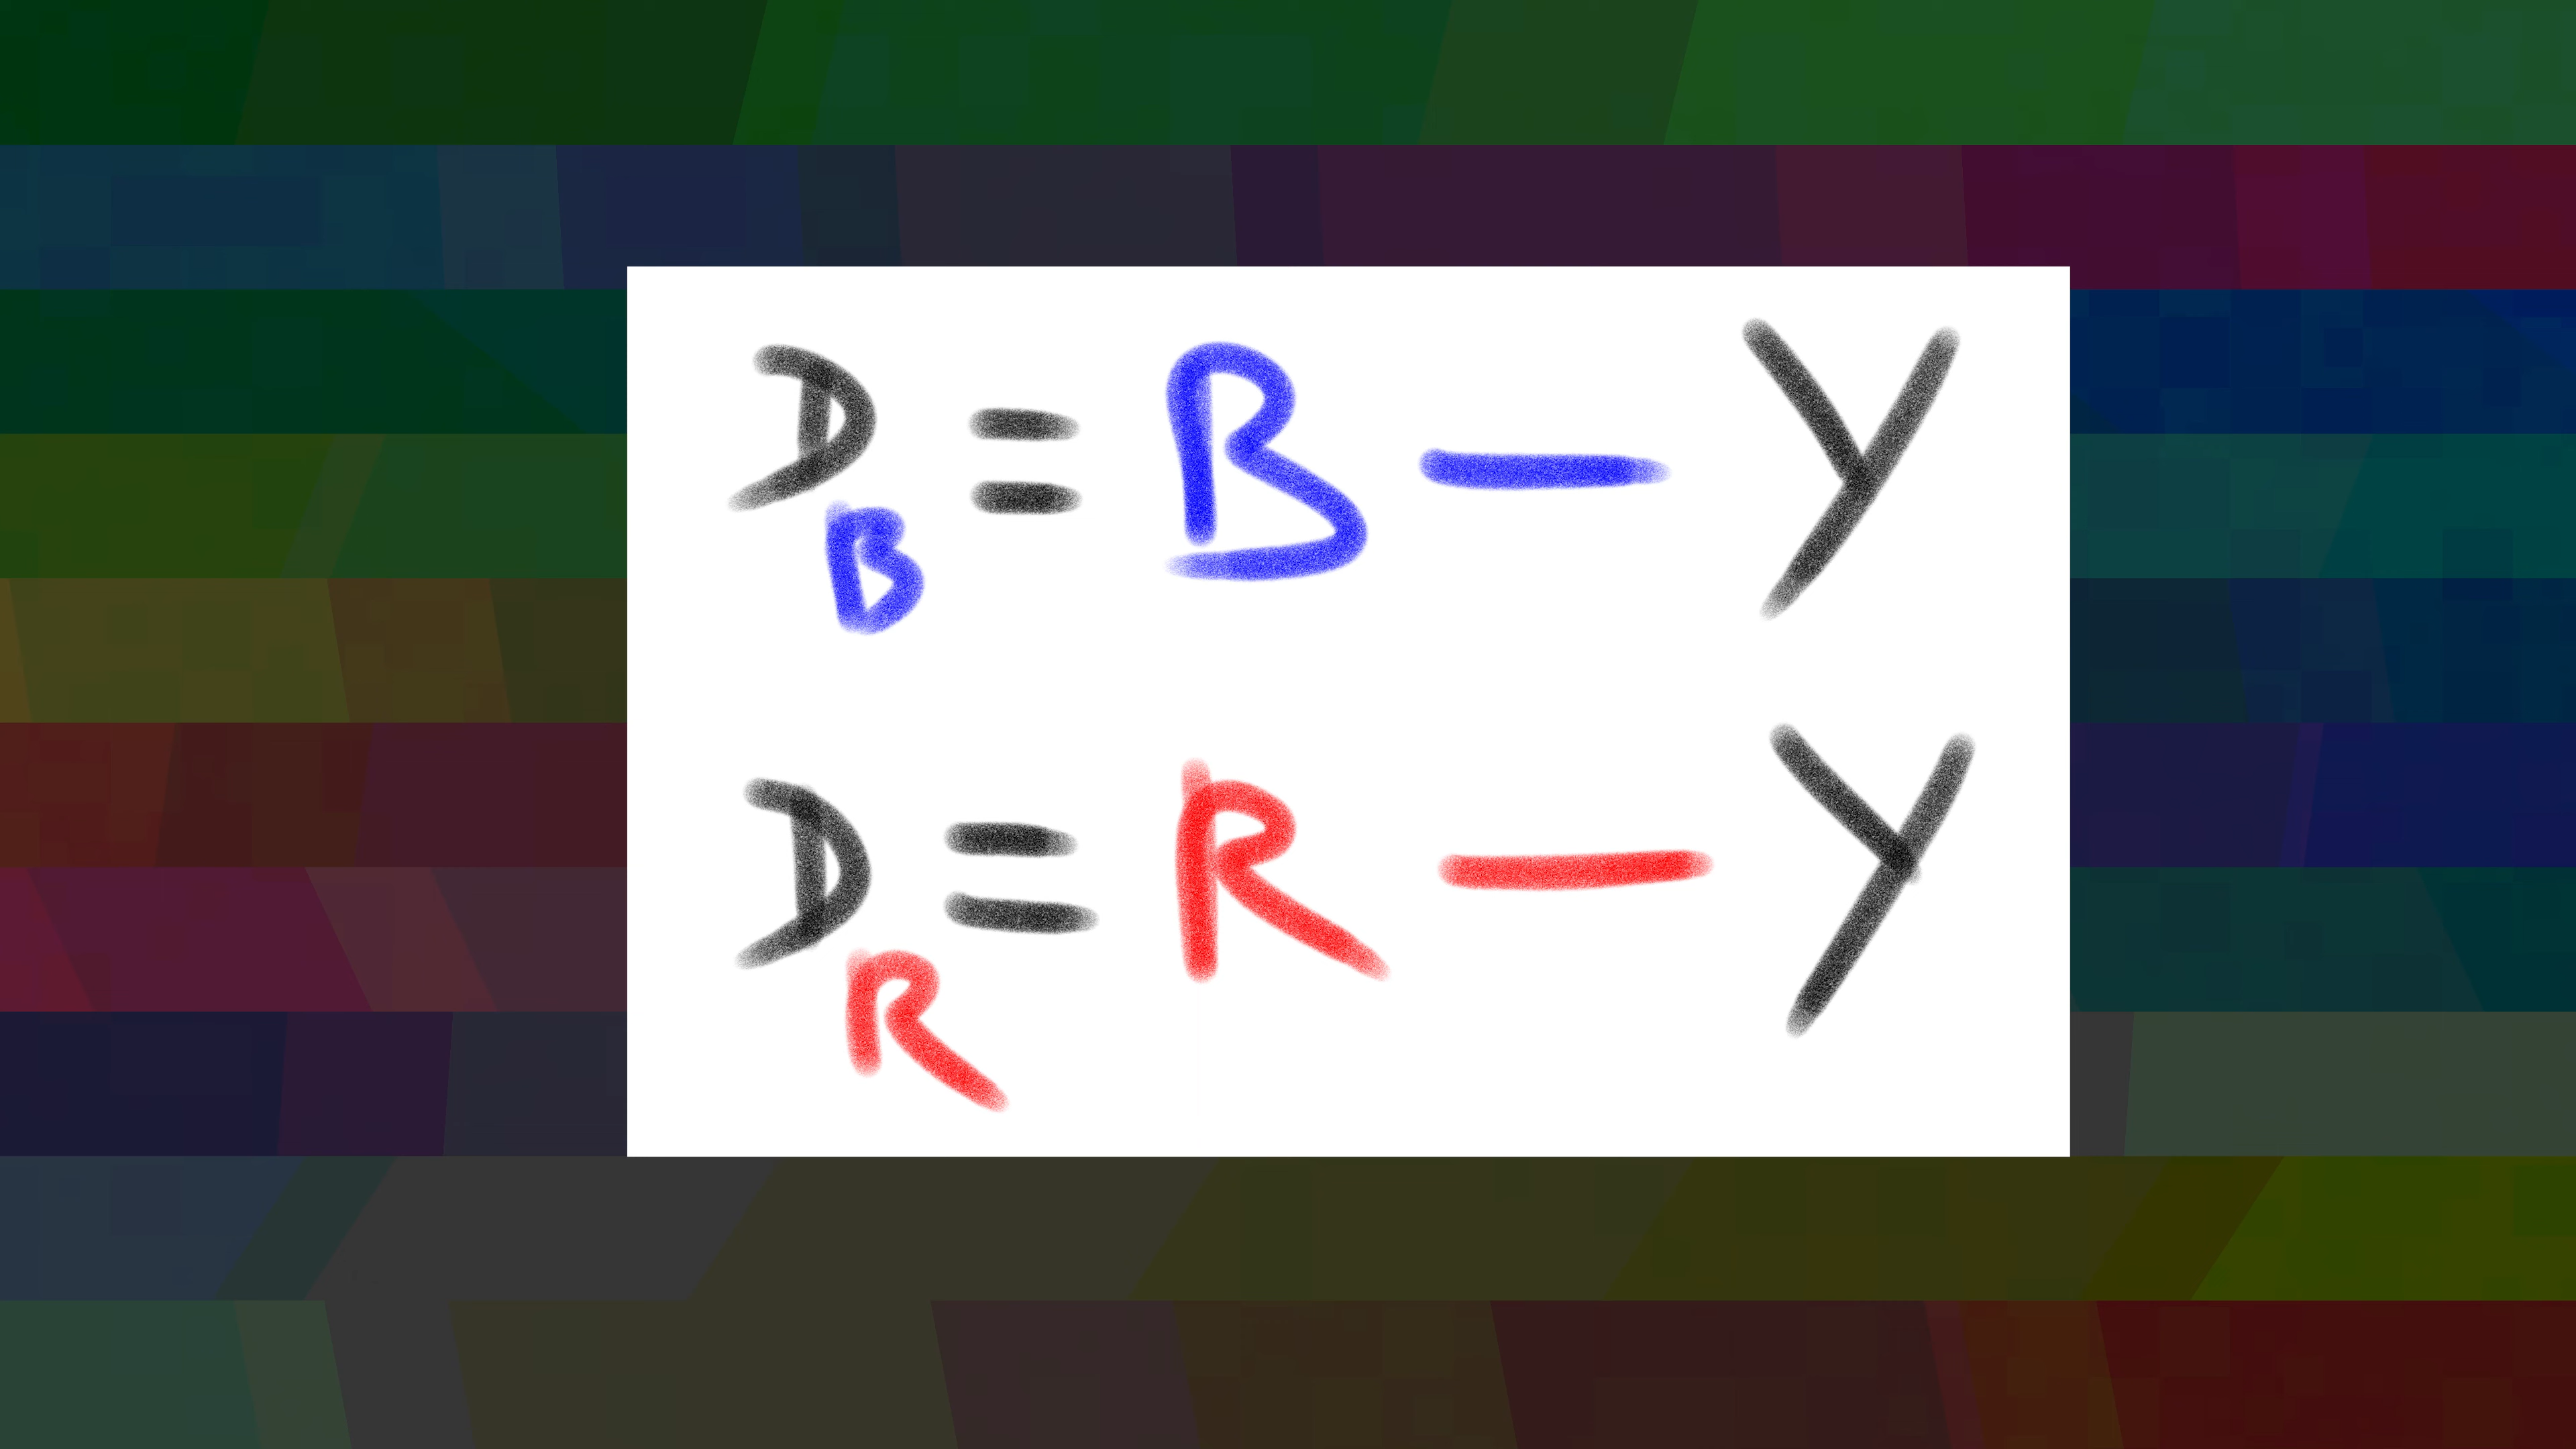 D_B = B — Y
D_R = R — Y